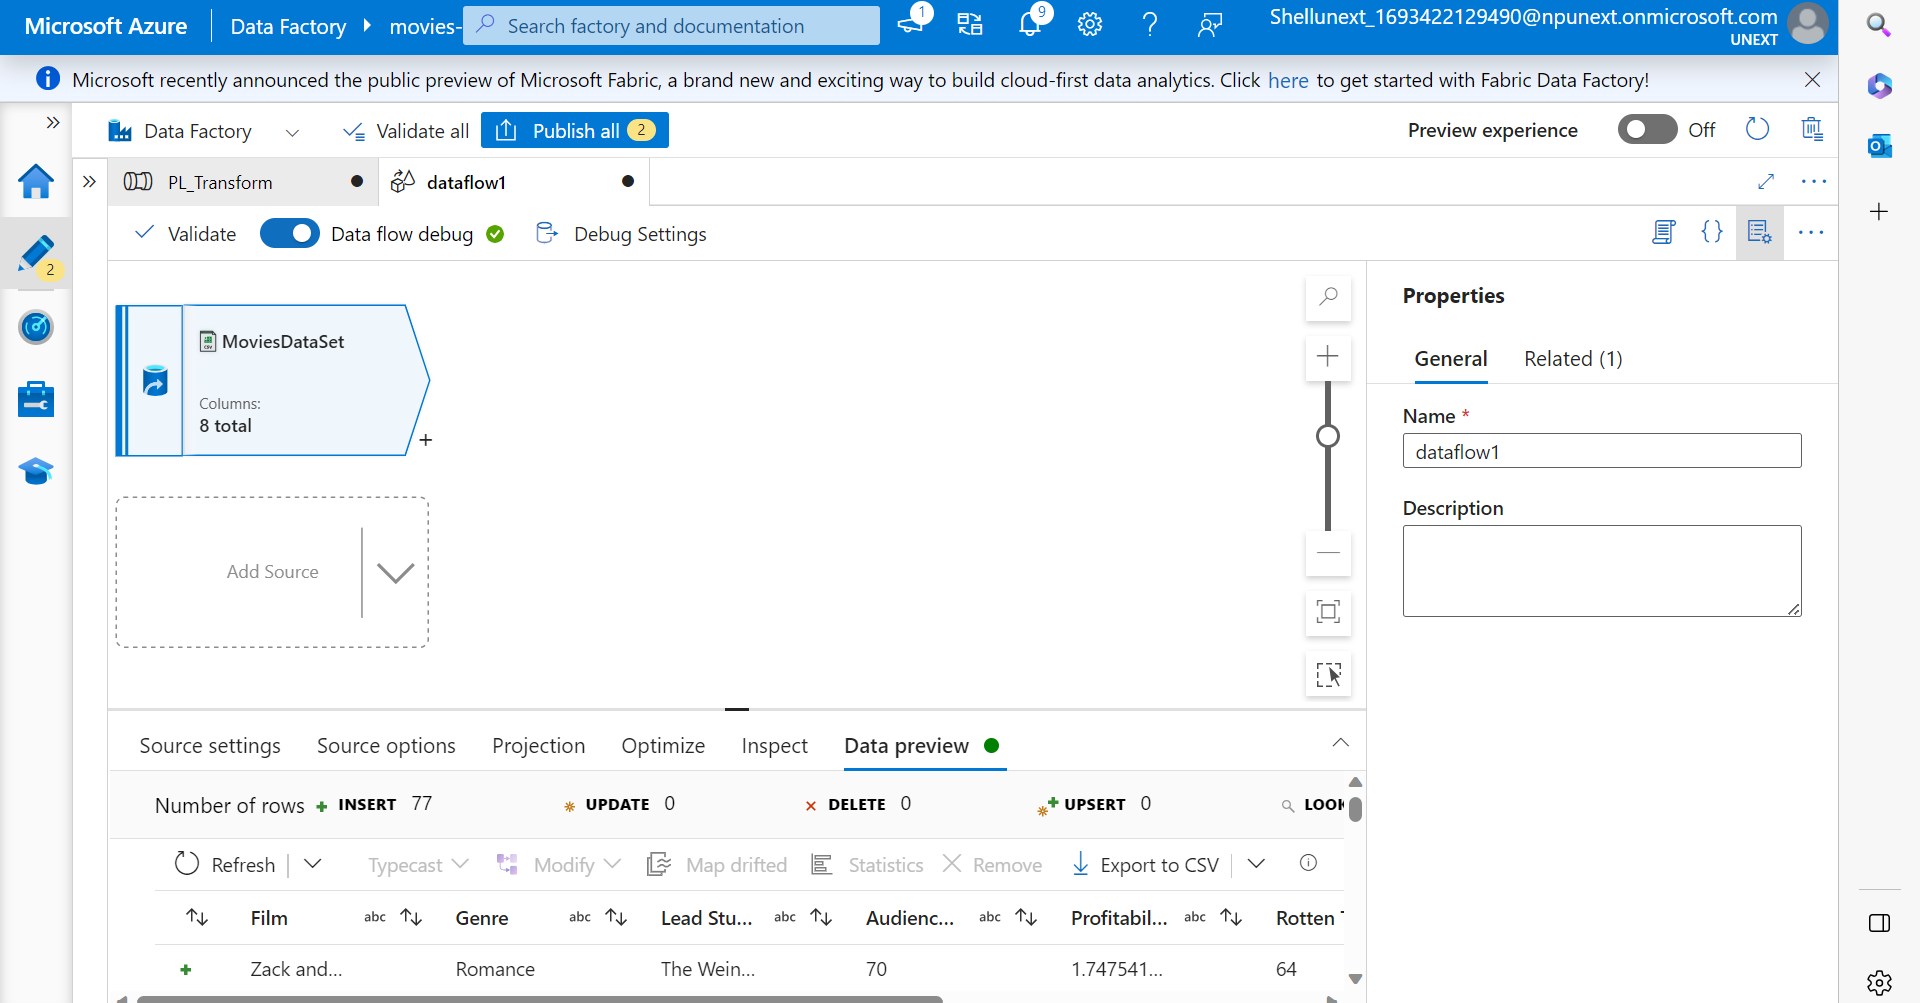 Microsoft Azure
Data Factory
movies-
Search factory and documentation
1
9
Shellunext_1693422129490@npunext.onmicrosoft.com
UNEXT
Microsoft recently announced the public preview of Microsoft Fabric, a brand new and exciting way to build cloud-first data analytics. Click here to get started with Fabric Data Factory!
Data Factory
Validate all
Publish all 2
Preview experience
Off
PL_Transform
dataflow1
Validate
Data flow debug
Debug Settings
{}
2
MoviesDataSet
Columns:
8 total
+
Add Source
Properties
General
Related (1)
Name *
dataflow1
Description
Source settings
Source options
Projection
Optimize
Inspect
Data preview
Number of rows
INSERT 77
UPDATE 0
DELETE 0
UPSERT 0
LOOK
Refresh
Typecast
Modify
Map drifted
Statistics
Remove
Export to CSV
Film abc
Genre abc
Lead Stu... abc
Audienc... abc
Profitabil... abc
Rotten T
Zack and...
Romance
The Wein...
70
1.747541...
64